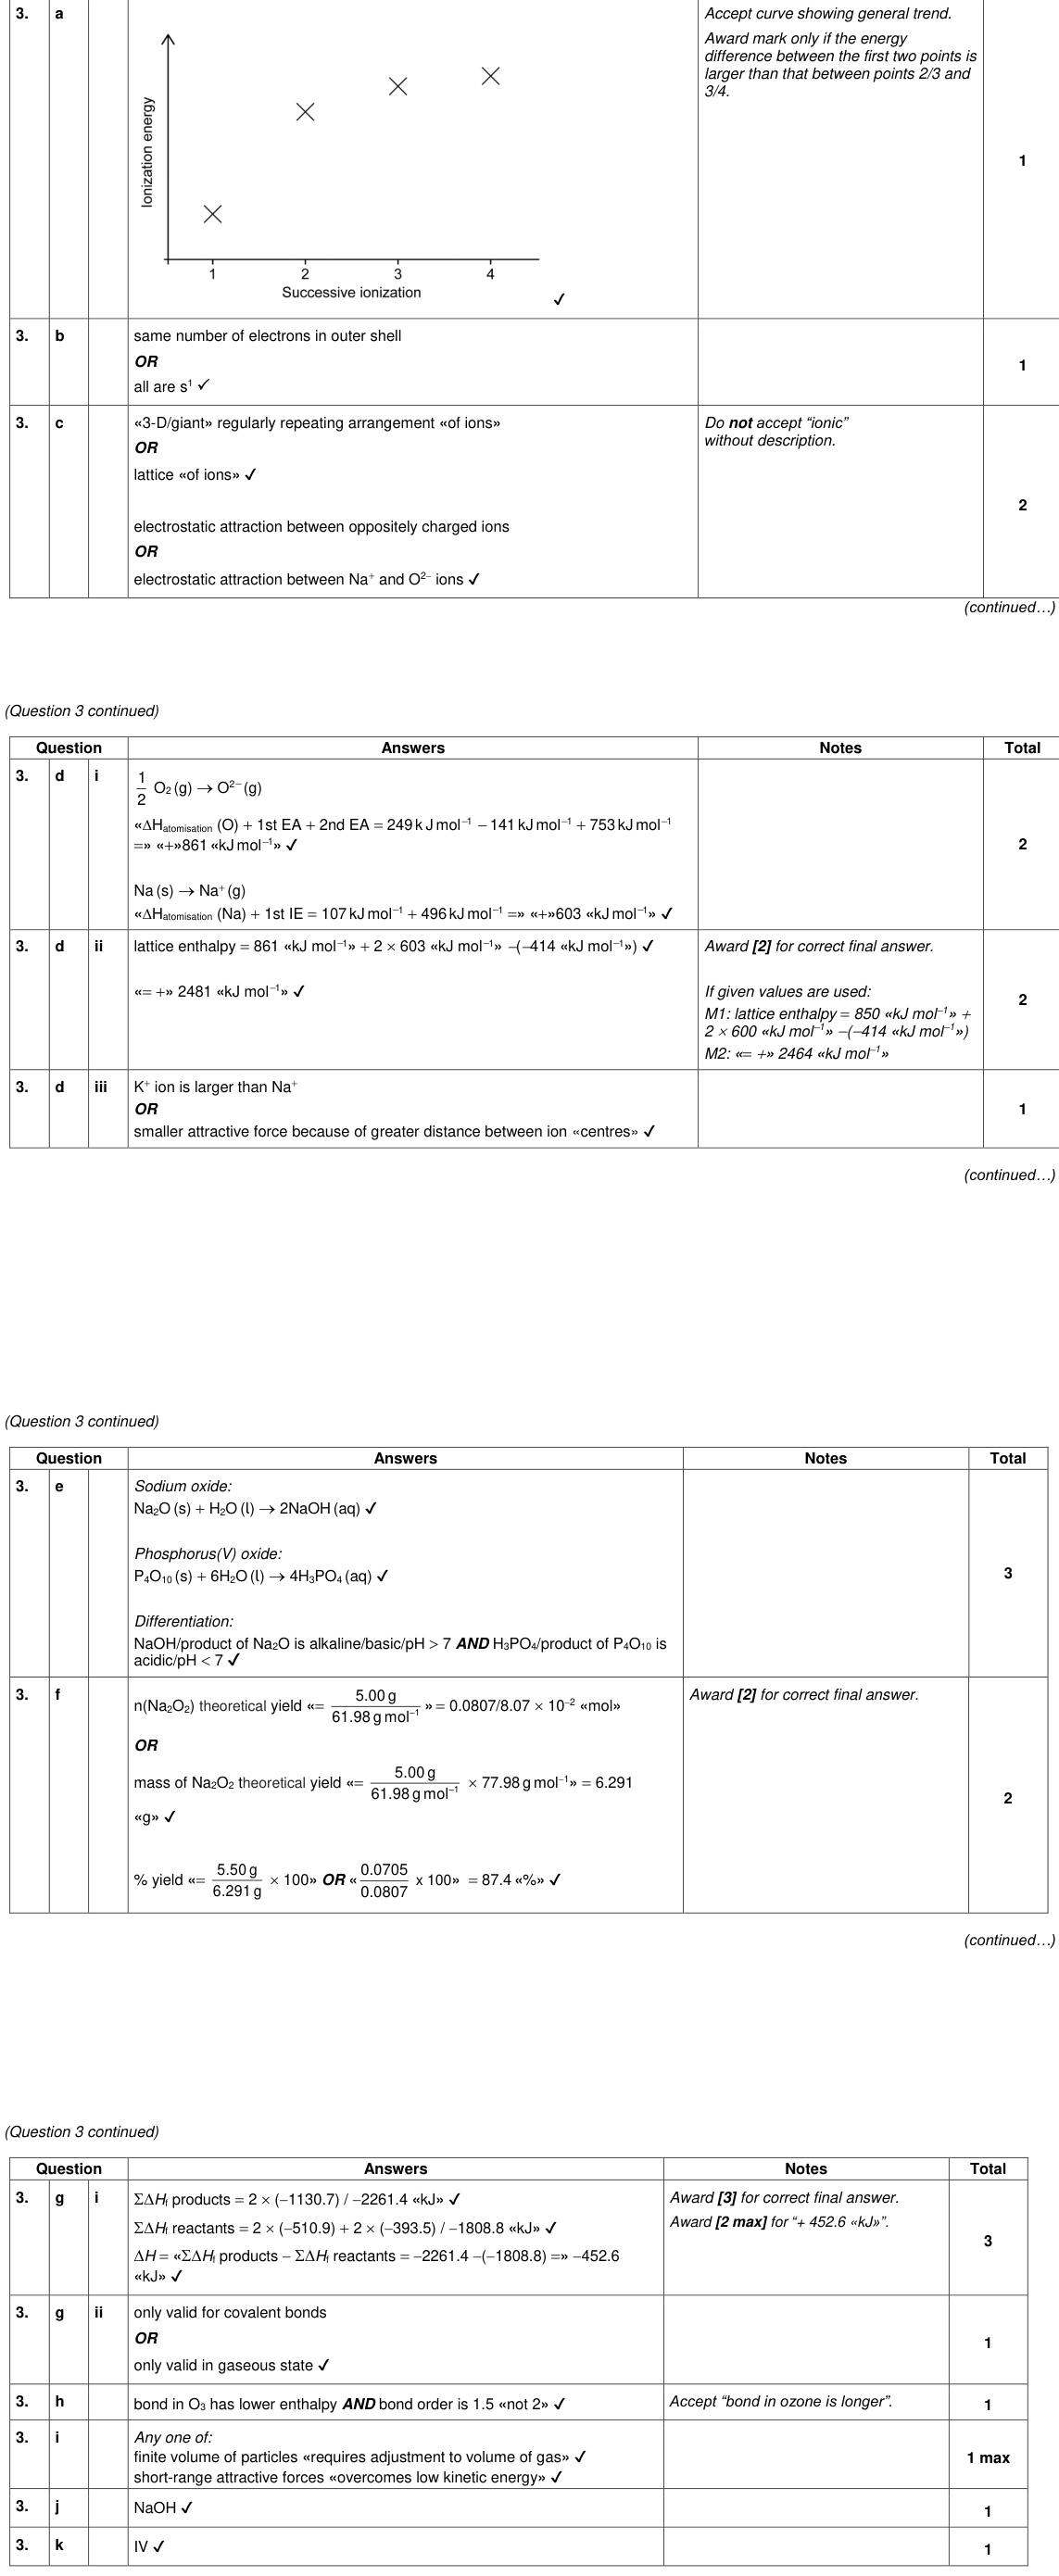 3. a
Accept curve showing general trend.
Award mark only if the energy
difference between the first two points is
larger than that between points 2/3 and
3/4.
Ionization energy
1 2 3 4
Successive ionization
✓
1
3. b
same number of electrons in outer shell
OR
all are s¹ ✓
1
3. c
«3-D/giant» regularly repeating arrangement «of ions»
OR
lattice «of ions» ✓
electrostatic attraction between oppositely charged ions
OR
electrostatic attraction between Na⁺ and O²⁻ ions ✓
Do not accept “ionic”
without description.
2
(continued…)
(Question 3 continued)
Question Answers Notes Total
3. d i
1/2 O₂ (g) → O²⁻ (g)
«ΔHatomisation (O) + 1st EA + 2nd EA = 249 k J mol⁻¹ − 141 kJ mol⁻¹ + 753 kJ mol⁻¹
=» «+»861 «kJ mol⁻¹» ✓
Na (s) → Na⁺ (g)
«ΔHatomisation (Na) + 1st IE = 107 kJ mol⁻¹ + 496 kJ mol⁻¹ =» «+»603 «kJ mol⁻¹» ✓
2
3. d ii
lattice enthalpy = 861 «kJ mol⁻¹» + 2 × 603 «kJ mol⁻¹» −(−414 «kJ mol⁻¹») ✓
«= +» 2481 «kJ mol⁻¹» ✓
Award [2] for correct final answer.
If given values are used:
M1: lattice enthalpy = 850 «kJ mol⁻¹» +
2 × 600 «kJ mol⁻¹» −(−414 «kJ mol⁻¹»)
M2: «= +» 2464 «kJ mol⁻¹»
2
3. d iii
K⁺ ion is larger than Na⁺
OR
smaller attractive force because of greater distance between ion «centres» ✓
1
(continued…)
(Question 3 continued)
Question Answers Notes Total
3. e
Sodium oxide:
Na₂O (s) + H₂O (l) → 2NaOH (aq) ✓
Phosphorus(V) oxide:
P₄O₁₀ (s) + 6H₂O (l) → 4H₃PO₄ (aq) ✓
Differentiation:
NaOH/product of Na₂O is alkaline/basic/pH > 7 AND H₃PO₄/product of P₄O₁₀ is
acidic/pH < 7 ✓
3
3. f
n(Na₂O₂) theoretical yield «= 5.00 g / 61.98 g mol⁻¹ » = 0.0807/8.07 × 10⁻² «mol»
OR
mass of Na₂O₂ theoretical yield «= 5.00 g / 61.98 g mol⁻¹ × 77.98 g mol⁻¹» = 6.291
«g» ✓
% yield «= 5.50 g / 6.291 g × 100» OR « 0.0705 / 0.0807 x 100» = 87.4 «%» ✓
Award [2] for correct final answer.
2
(continued…)
(Question 3 continued)
Question Answers Notes Total
3. g i
ΣΔHf products = 2 × (−1130.7) / −2261.4 «kJ» ✓
ΣΔHf reactants = 2 × (−510.9) + 2 × (−393.5) / −1808.8 «kJ» ✓
ΔH = «ΣΔHf products − ΣΔHf reactants = −2261.4 −(−1808.8) =» −452.6
«kJ» ✓
Award [3] for correct final answer.
Award [2 max] for “+ 452.6 «kJ»”.
3
3. g ii
only valid for covalent bonds
OR
only valid in gaseous state ✓
1
3. h
bond in O₃ has lower enthalpy AND bond order is 1.5 «not 2» ✓
Accept “bond in ozone is longer”.
1
3. i
Any one of:
finite volume of particles «requires adjustment to volume of gas» ✓
short-range attractive forces «overcomes low kinetic energy» ✓
1 max
3. j
NaOH ✓
1
3. k
IV ✓
1